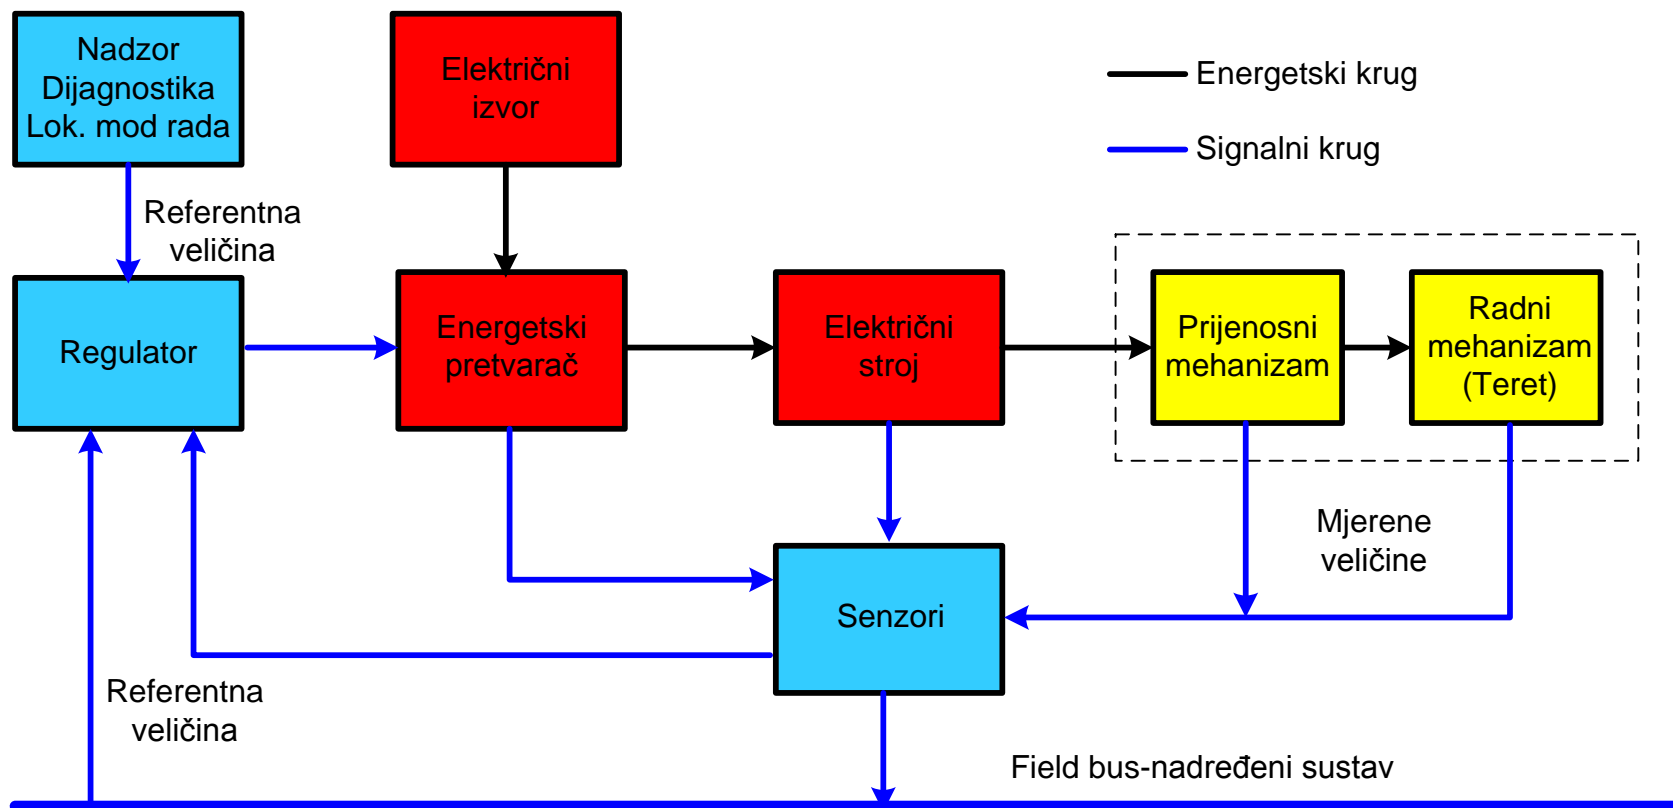 Nadzor
Dijagnostika
Lok. mod rada
Električni
izvor
Energetski krug
Signalni krug
Referentna
veličina
Regulator
Energetski
pretvarač
Električni
stroj
Prijenosni
mehanizam
Radni
mehanizam
(Teret)
Mjerene
veličine
Senzori
Referentna
veličina
Field bus-nadređeni sustav